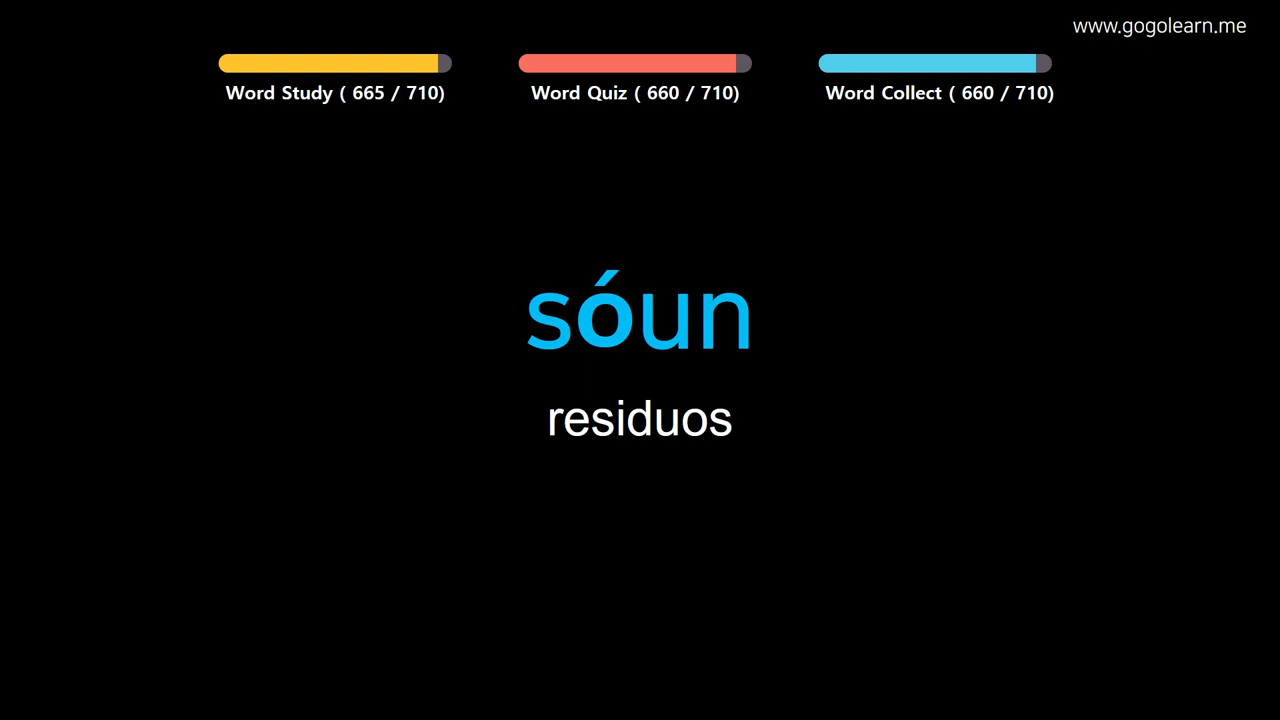 www.gogolearn.me
Word Study ( 665 / 710)
Word Quiz ( 660 / 710)
Word Collect ( 660 / 710)
sóun
residuos